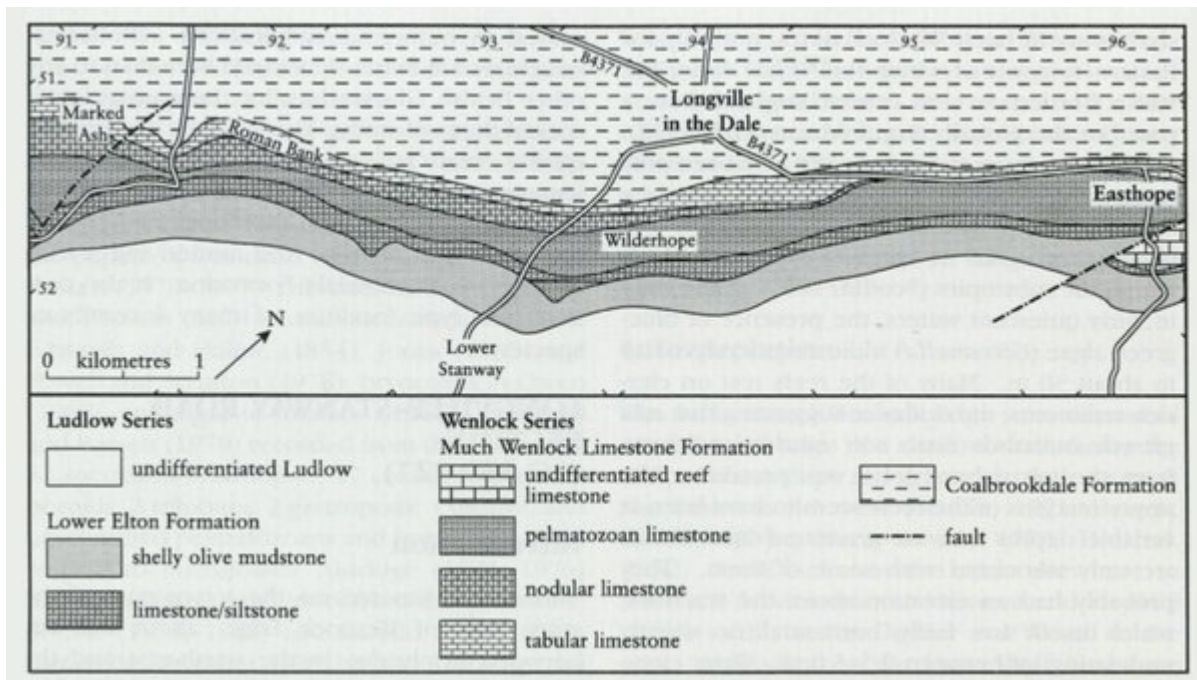 91
92
93
94
95
96
51
B4371
Marked
Ash
Longville
in the Dale
Roman Bank
B4371
Easthope
Wilderhope
52
N
0 kilometres 1
Lower
Stanway
Ludlow Series
undifferentiated Ludlow
Lower Elton Formation
shelly olive mudstone
limestone/siltstone
Wenlock Series
Much Wenlock Limestone Formation
undifferentiated reef
limestone
pelmatozoan limestone
nodular limestone
tabular limestone
Coalbrookdale Formation
fault